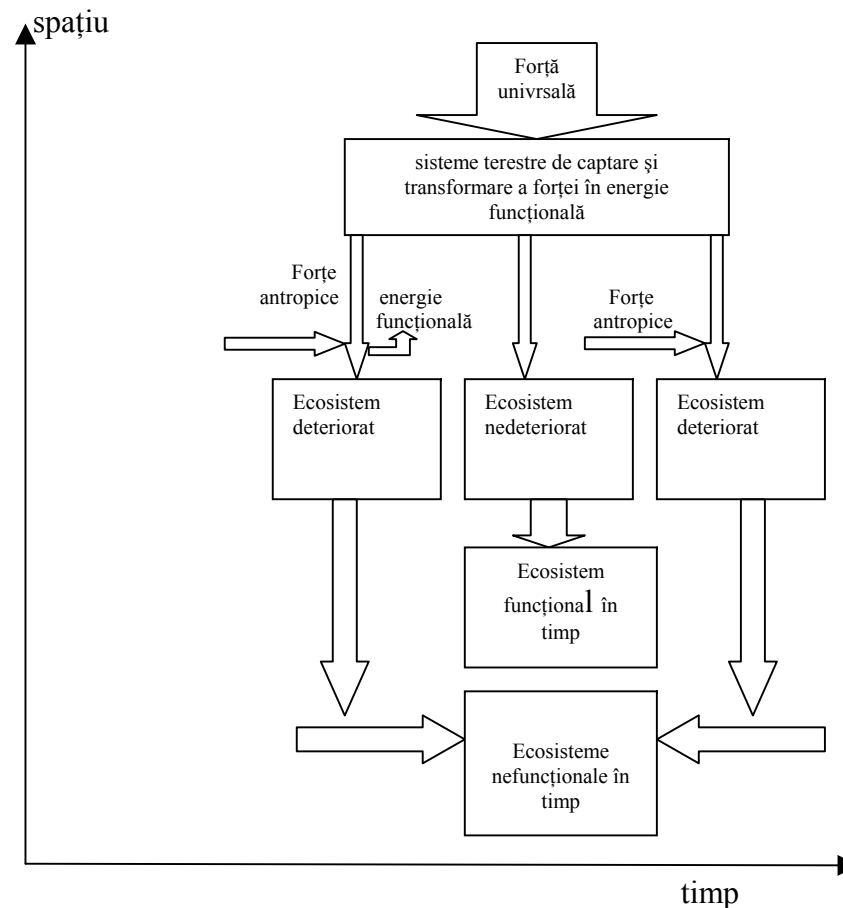 spațiu
Forță
univrsală
sisteme terestre de captare și
transformare a forței în energie
funcțională
Forțe
antropice
energie
funcțională
Forțe
antropice
Ecosistem
deteriorat
Ecosistem
nedeteriorat
Ecosistem
deteriorat
Ecosistem
funcțional în
timp
Ecosisteme
nefuncționale în
timp
timp